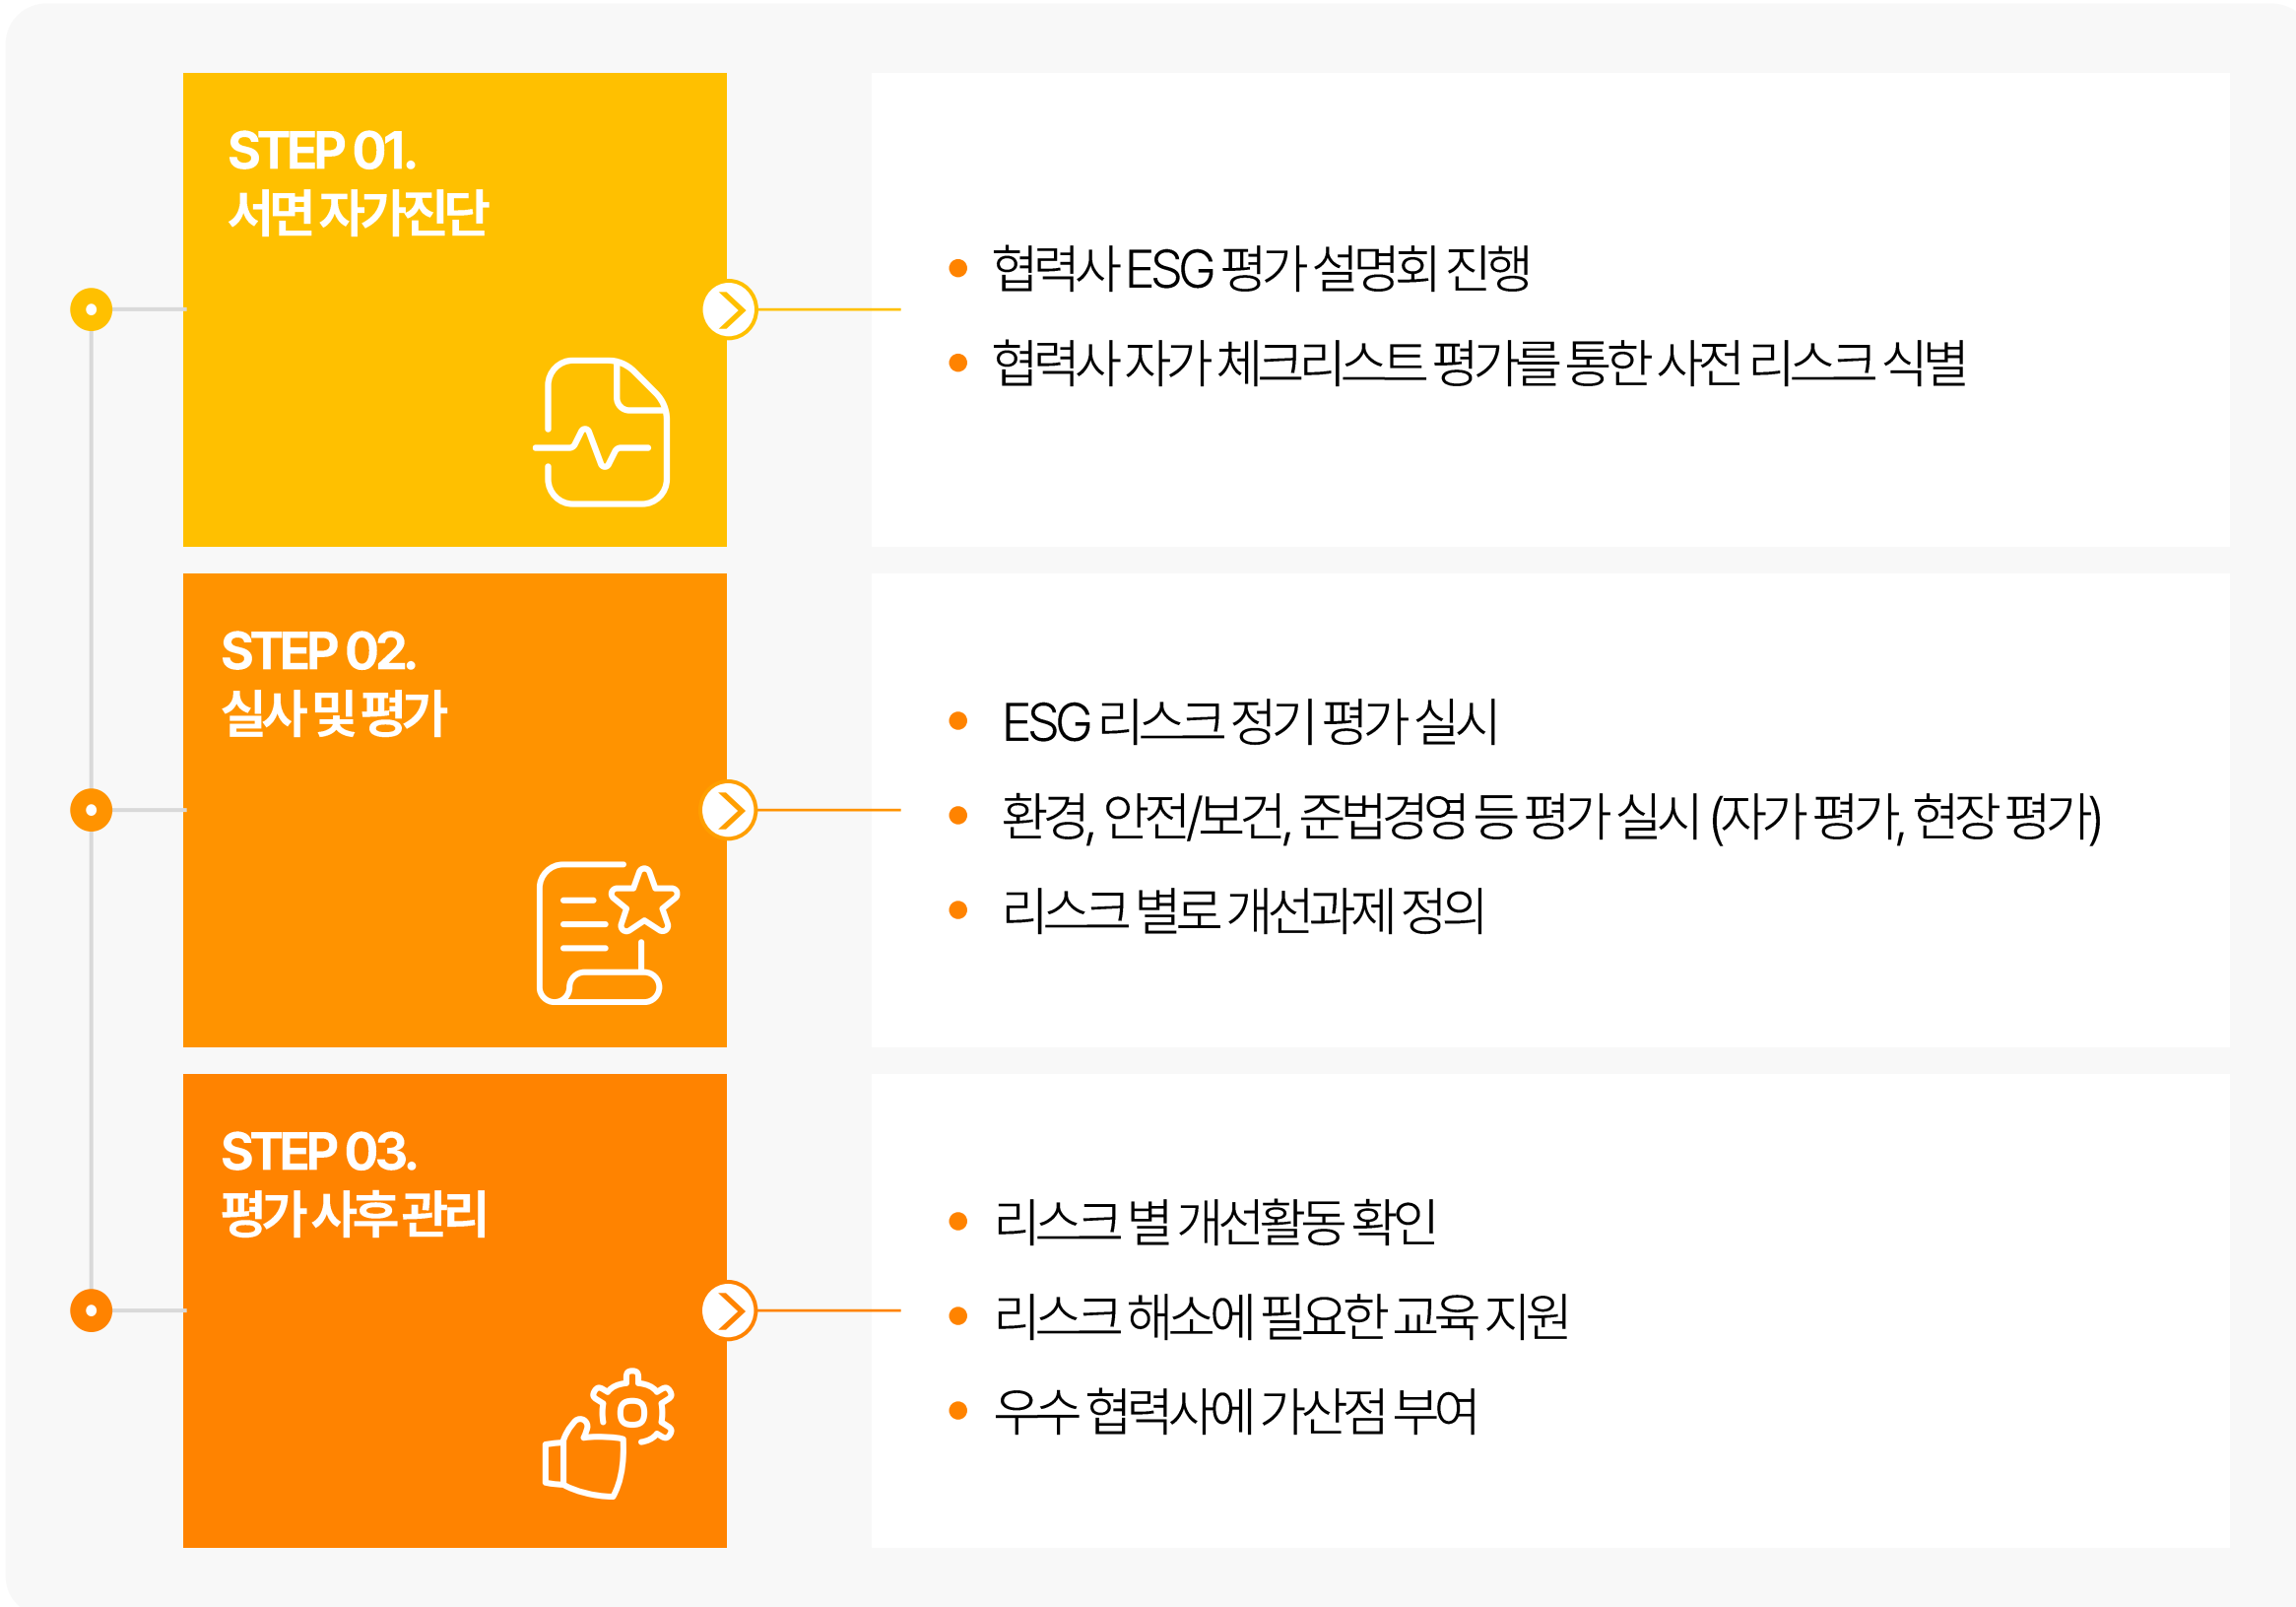 STEP 01.
서면 자가진단
협력사 ESG 평가 설명회 진행
협력사 자가 체크리스트 평가를 통한 사전 리스크 식별
STEP 02.
실사 및 평가
ESG 리스크 정기 평가 실시
환경, 안전/보건, 준법경영 등 평가 실시 (자가 평가, 현장 평가)
리스크 별로 개선과제 정의
STEP 03.
평가 사후 관리
리스크 별 개선활동 확인
리스크 해소에 필요한 교육 지원
우수 협력사에 가산점 부여